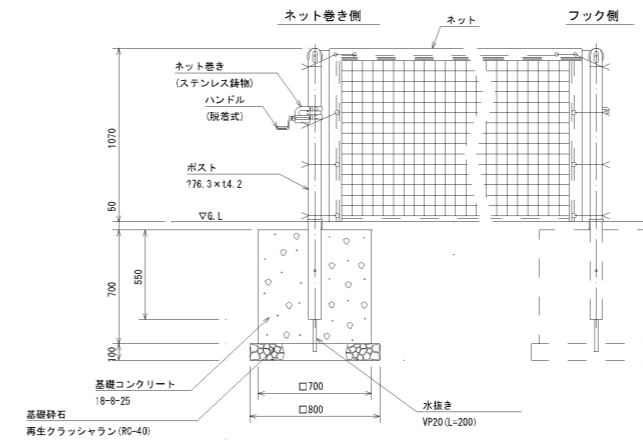 ネット巻き側
ネット
フック側
ネット巻き
(ステンレス鋳物)
ハンドル
(脱着式)
1070
ポスト
?76.3×t4.2
50
▽G.L
550
700
100
基礎コンクリート
18-8-25
□700
□800
基礎砕石
再生クラッシャラン(RC-40)
水抜き
VP20(L=200)